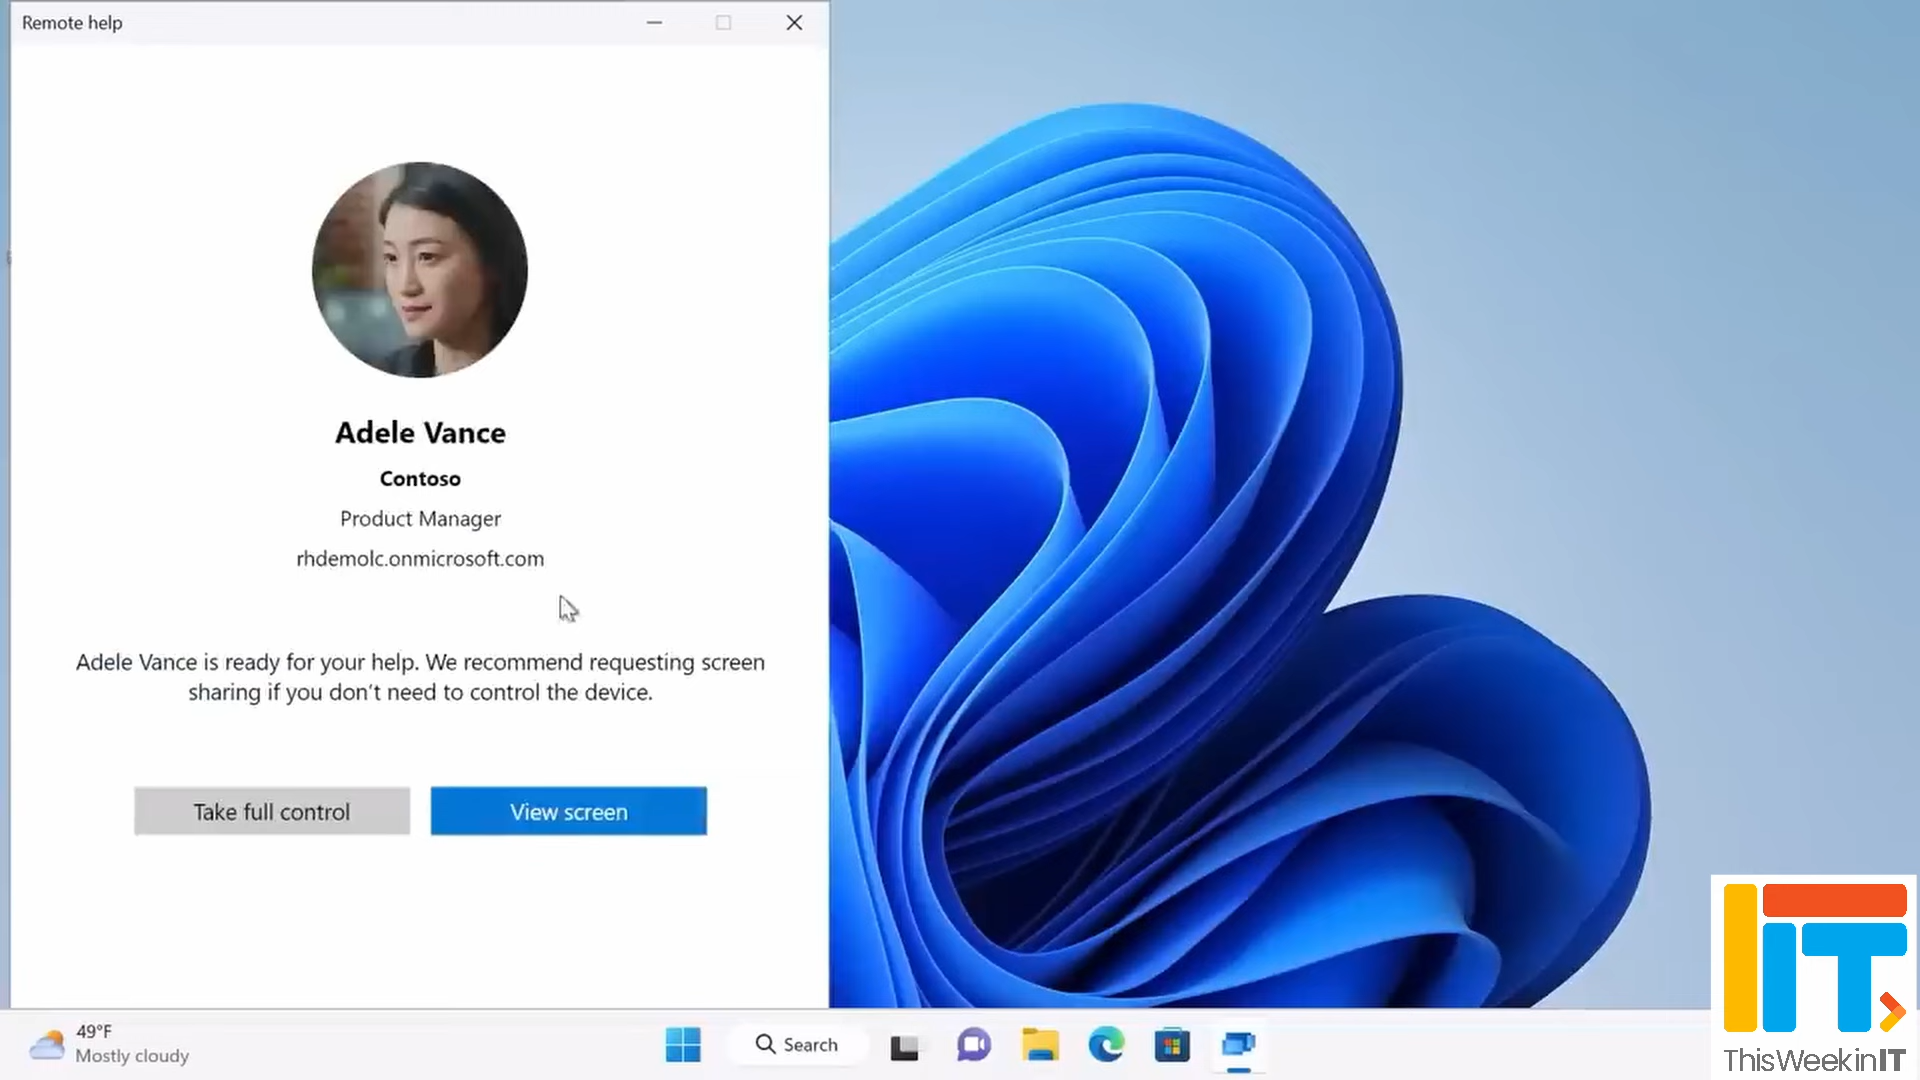 Remote help
Adele Vance
Contoso
Product Manager
rhdemolc.onmicrosoft.com
Adele Vance is ready for your help. We recommend requesting screen
sharing if you don't need to control the device.
Take full control
View screen
49°F
Mostly cloudy
Search
IT
ThisWeekinIT